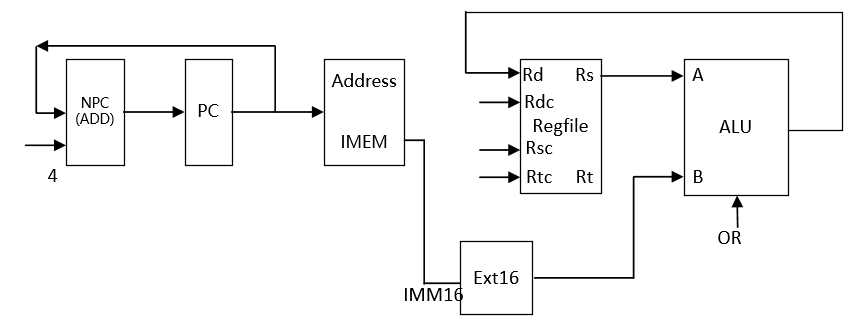 NPC
(ADD)
4
PC
Address
IMEM
Rd
Rs
Rdc
Regfile
Rsc
Rtc
Rt
A
ALU
B
OR
IMM16
Ext16